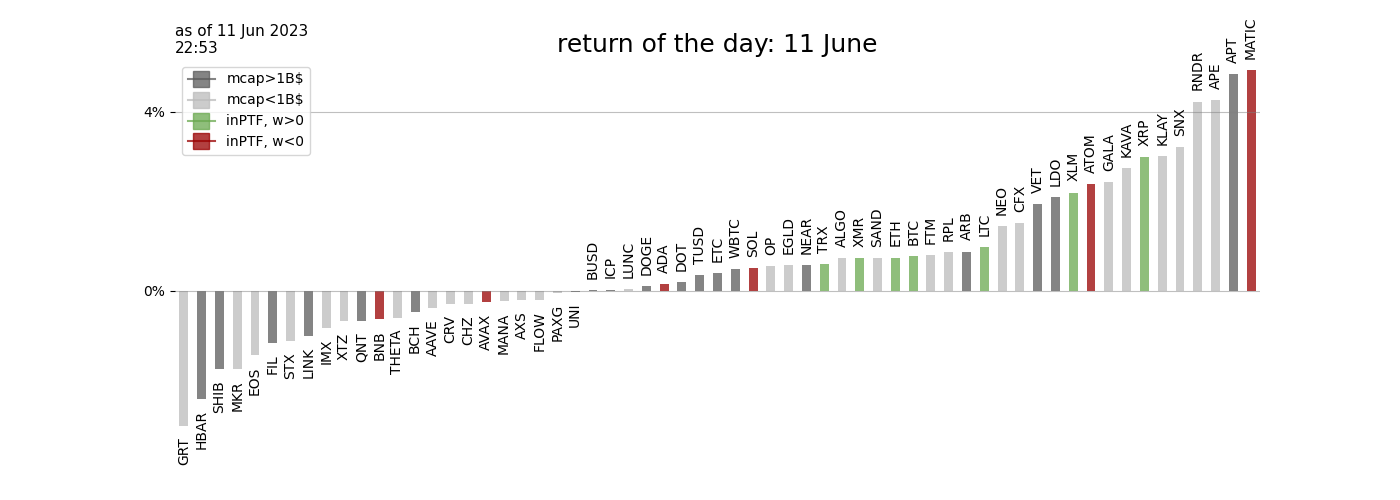 as of 11 Jun 2023
22:53
return of the day: 11 June
mcap>1B$
mcap<1B$
inPTF, w>0
inPTF, w<0
4%
0%
GRT
HBAR
SHIB
MKR
EOS
FIL
STX
LINK
IMX
XTZ
QNT
BNB
THETA
BCH
AAVE
CRV
CHZ
AVAX
MANA
AXS
FLOW
PAXG
UNI
BUSD
ICP
LUNC
DOGE
ADA
DOT
TUSD
ETC
WBTC
SOL
OP
EGLD
NEAR
TRX
ALGO
XMR
SAND
ETH
BTC
FTM
RPL
ARB
LTC
NEO
CFX
VET
LDO
XLM
ATOM
GALA
KAVA
XRP
KLAY
SNX
RNDR
APE
APT
MATIC